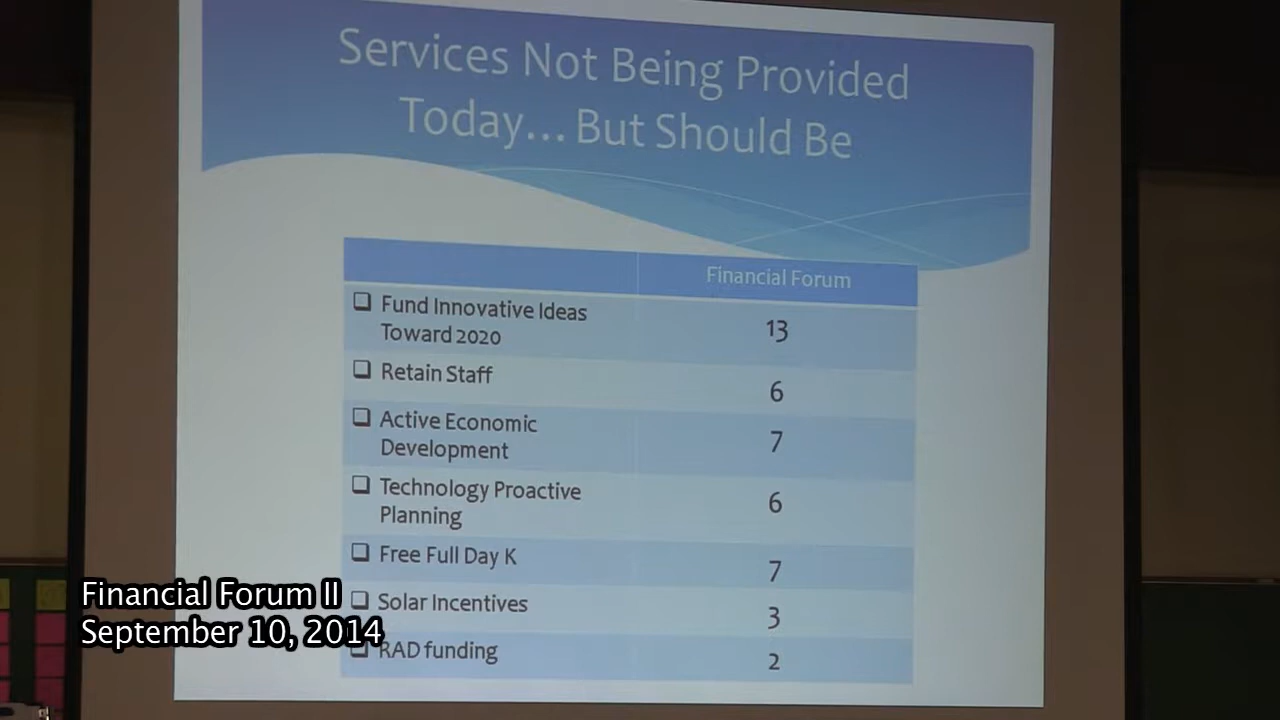 Services Not Being Provided
Today... But Should Be
Financial Forum
❑ Fund Innovative Ideas
Toward 2020
13
❑ Retain Staff
6
❑ Active Economic
Development
7
❑ Technology Proactive
Planning
6
❑ Free Full Day K
7
❑ Solar Incentives
3
❑ RAD funding
2
Financial Forum II
September 10, 2014